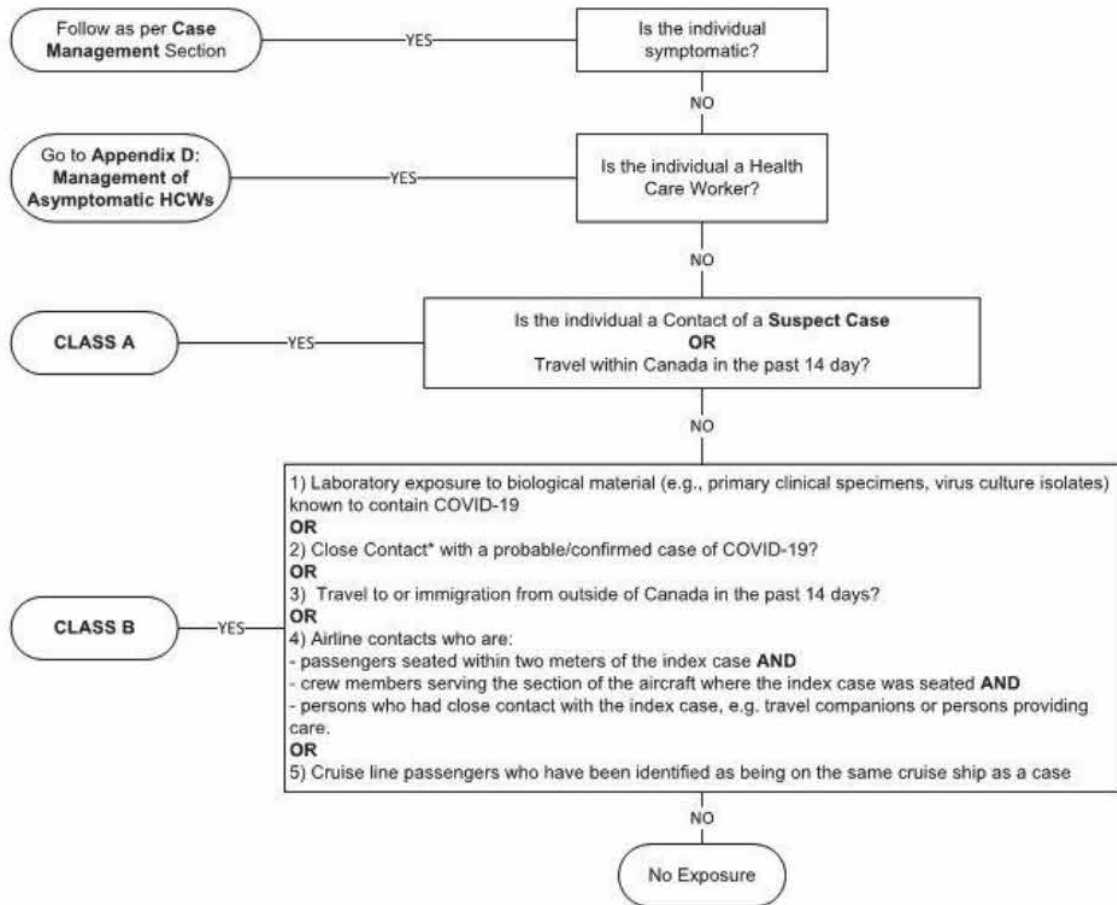 Follow as per Case
Management Section
YES
Is the individual
symptomatic?
NO
Go to Appendix D:
Management of
Asymptomatic HCWs
YES
Is the individual a Health
Care Worker?
NO
CLASS A
YES
Is the individual a Contact of a Suspect Case
OR
Travel within Canada in the past 14 day?
NO
CLASS B
YES
1) Laboratory exposure to biological material (e.g., primary clinical specimens, virus culture isolates)
known to contain COVID-19
OR
2) Close Contact* with a probable/confirmed case of COVID-19?
OR
3) Travel to or immigration from outside of Canada in the past 14 days?
OR
4) Airline contacts who are:
- passengers seated within two meters of the index case AND
- crew members serving the section of the aircraft where the index case was seated AND
- persons who had close contact with the index case, e.g. travel companions or persons providing
care.
OR
5) Cruise line passengers who have been identified as being on the same cruise ship as a case
NO
No Exposure